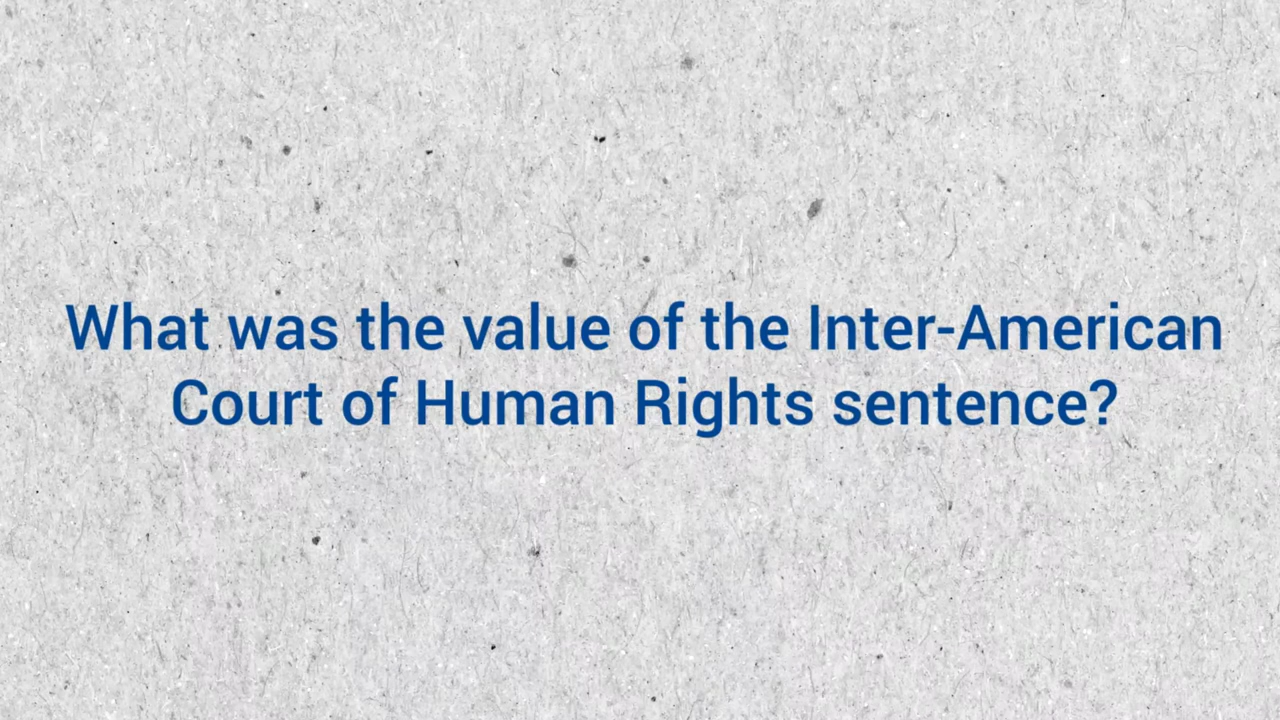 What was the value of the Inter-American
Court of Human Rights sentence?